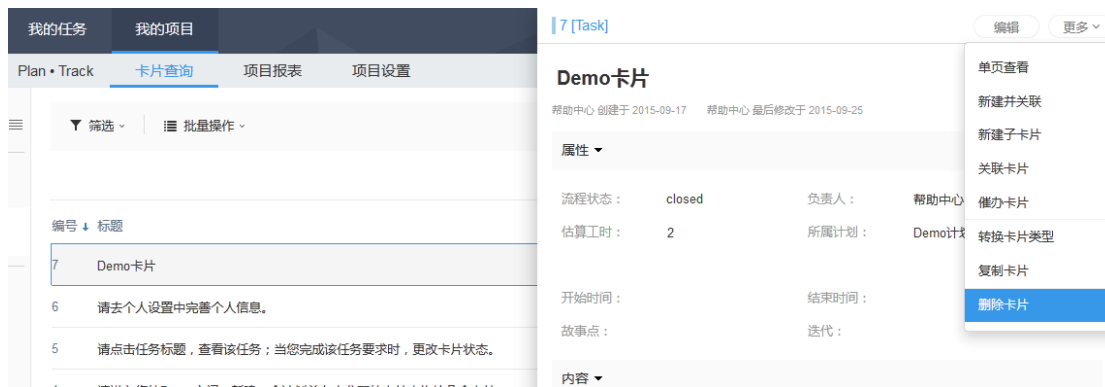 我的任务 我的项目
Plan • Track 卡片查询 项目报表 项目设置
筛选 批量操作
编号 ↓ 标题
7 Demo卡片
6 请去个人设置中完善个人信息。
5 请点击任务标题，查看该任务；当您完成该任务要求时，更改卡片状态。
7 [Task] 编辑 更多
Demo卡片
帮助中心 创建于 2015-09-17 帮助中心 最后修改于 2015-09-25
属性
流程状态： closed 负责人： 帮助中心
估算工时： 2 所属计划： Demo计划
开始时间： 结束时间：
故事点： 迭代：
内容
单页查看
新建并关联
新建子卡片
关联卡片
催办卡片
转换卡片类型
复制卡片
删除卡片